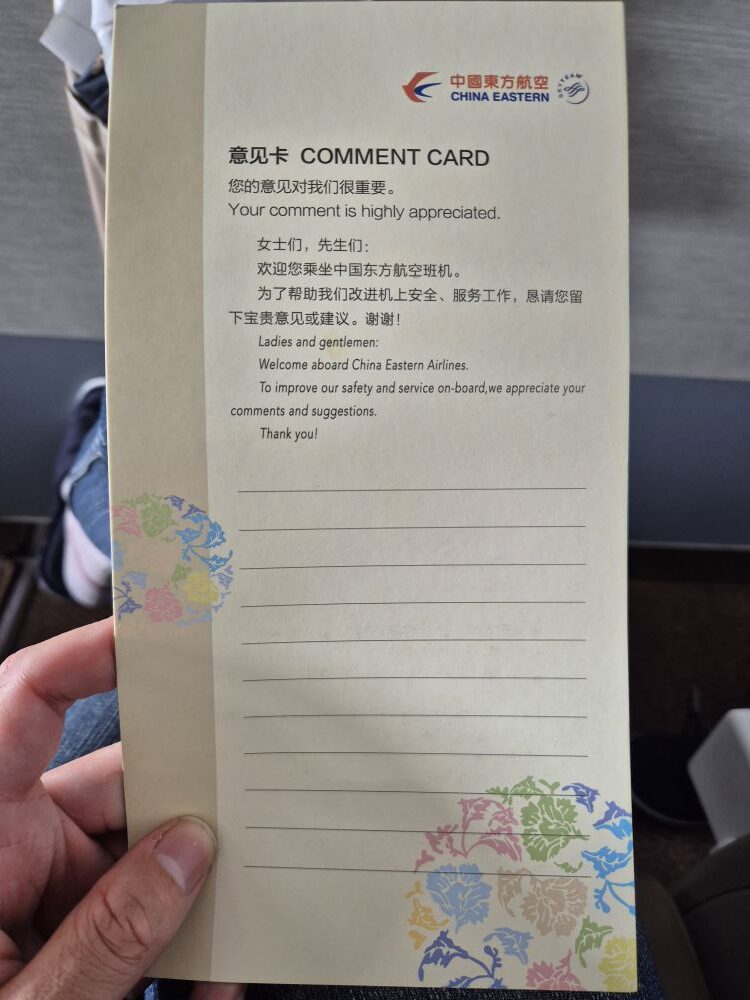 中國東方航空
CHINA EASTERN
SKYTEAM
意见卡 COMMENT CARD
您的意见对我们很重要。
Your comment is highly appreciated.
女士们，先生们：
欢迎您乘坐中国东方航空班机。
为了帮助我们改进机上安全、服务工作，恳请您留
下宝贵意见或建议。谢谢！
Ladies and gentlemen:
Welcome aboard China Eastern Airlines.
To improve our safety and service on-board,we appreciate your
comments and suggestions.
Thank you!